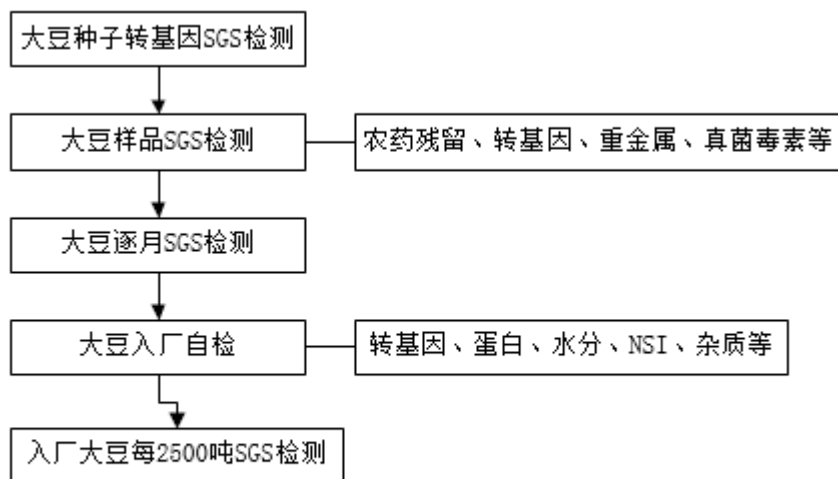 大豆种子转基因SGS检测
大豆样品SGS检测
农药残留、转基因、重金属、真菌毒素等
大豆逐月SGS检测
大豆入厂自检
转基因、蛋白、水分、NSI、杂质等
入厂大豆每2500吨SGS检测